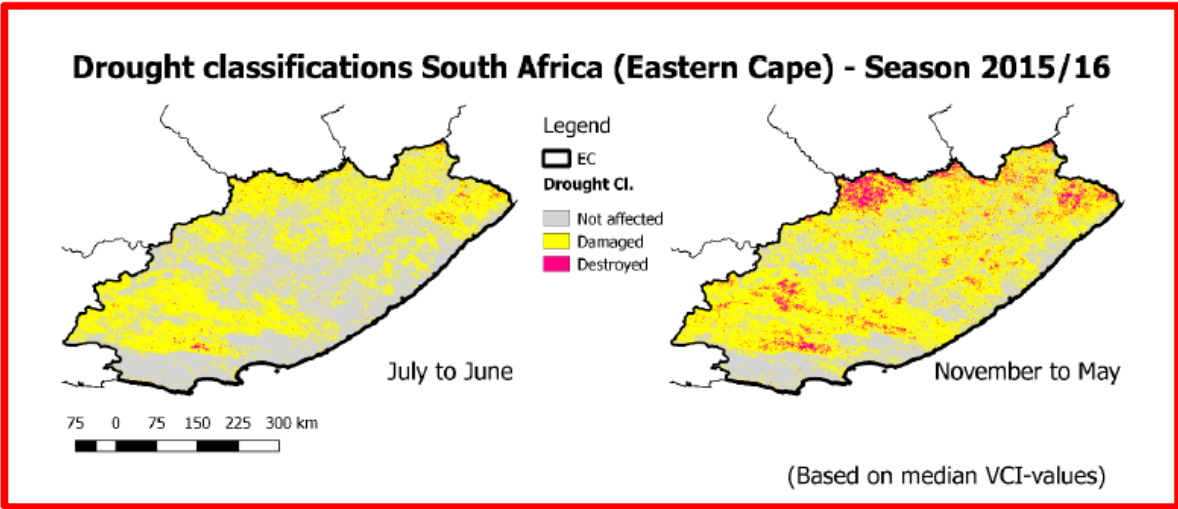 Drought classifications South Africa (Eastern Cape) - Season 2015/16
Legend
EC
Drought Cl.
Not affected
Damaged
Destroyed
July to June
November to May
75 0 75 150 225 300 km
(Based on median VCI-values)